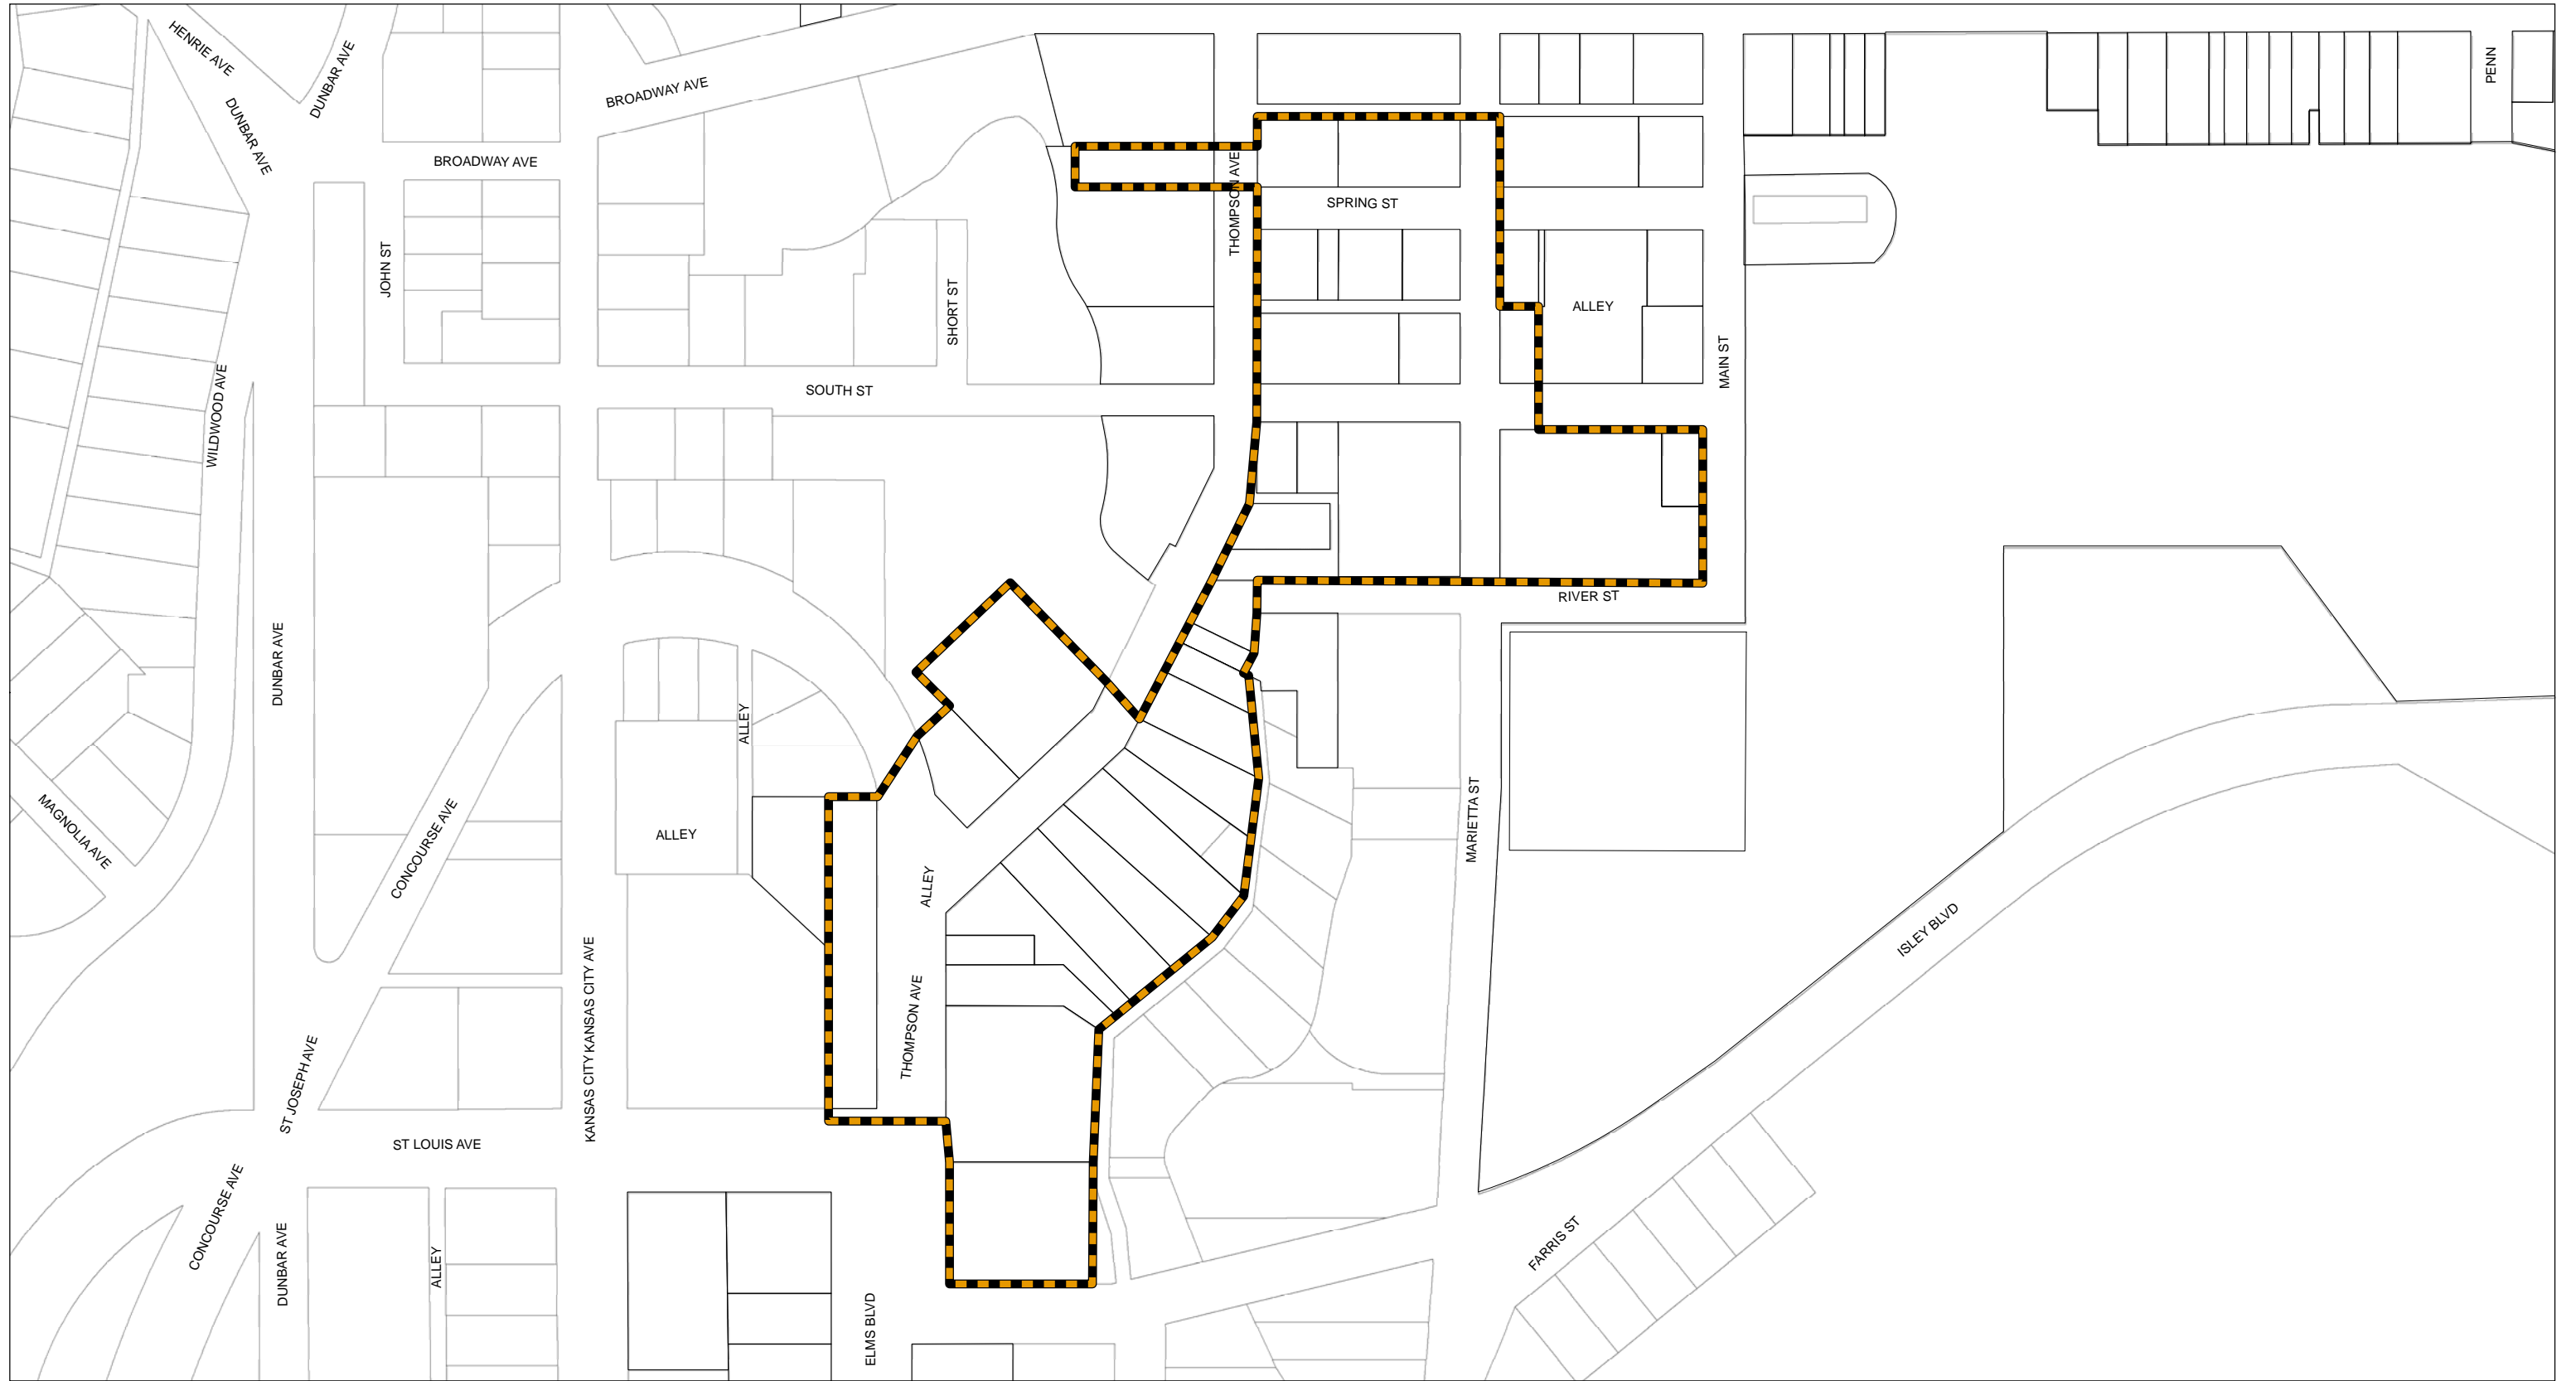 HENRIE AVE
DUNBAR AVE
DUNBAR AVE
BROADWAY AVE
PENN
BROADWAY AVE
THOMPSON AVE
SPRING ST
JOHN ST
SHORT ST
ALLEY
MAIN ST
SOUTH ST
WILDWOOD AVE
RIVER ST
DUNBAR AVE
ALLEY
MAGNOLIA AVE
CONCOURSE AVE
ALLEY
MARIETTA ST
ALLEY
ISLEY BLVD
THOMPSON AVE
KANSAS CITY KANSAS CITY AVE
ST JOSEPH AVE
ST LOUIS AVE
CONCOURSE AVE
DUNBAR AVE
ALLEY
FARRIS ST
ELMS BLVD